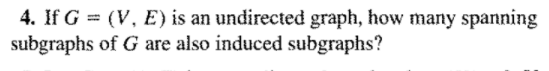 4. If G = (V, E) is an undirected graph, how many spanning
subgraphs of G are also induced subgraphs?